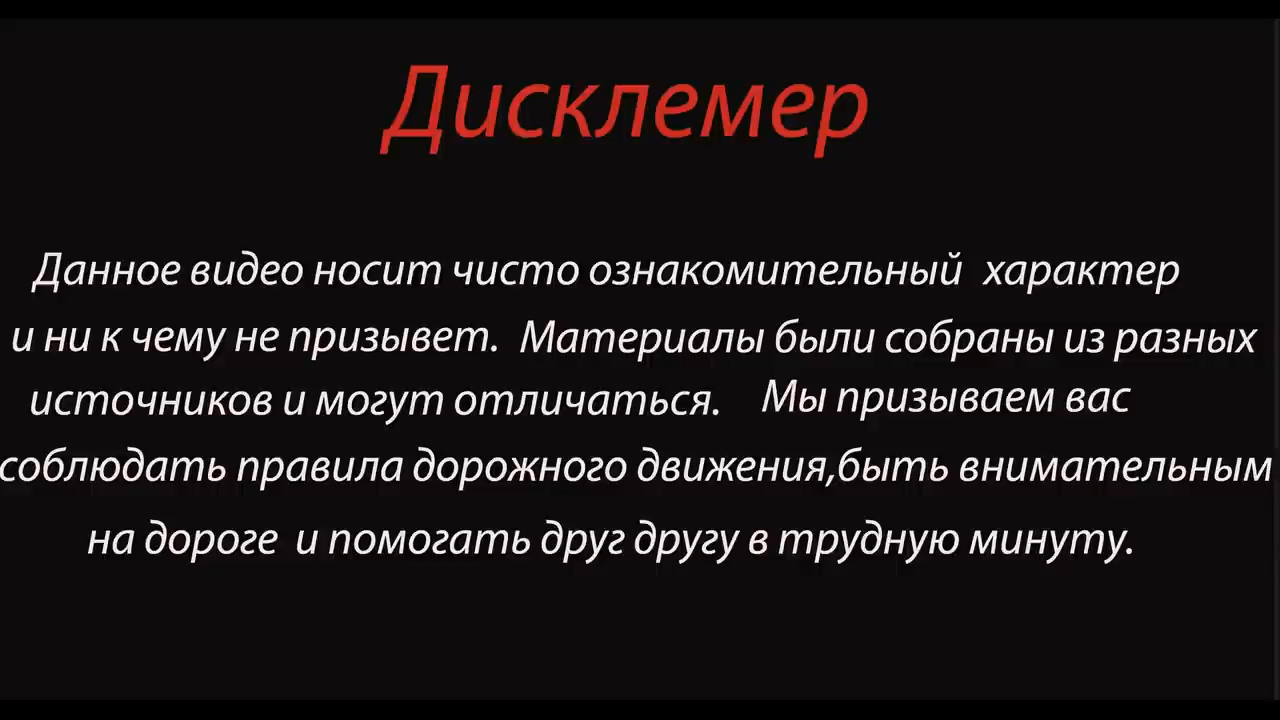 Дисклемер
Данное видео носит чисто ознакомительный характер
и ни к чему не призывет. Материалы были собраны из разных
источников и могут отличаться. Мы призываем вас
соблюдать правила дорожного движения,быть внимательным
на дороге и помогать друг другу в трудную минуту.